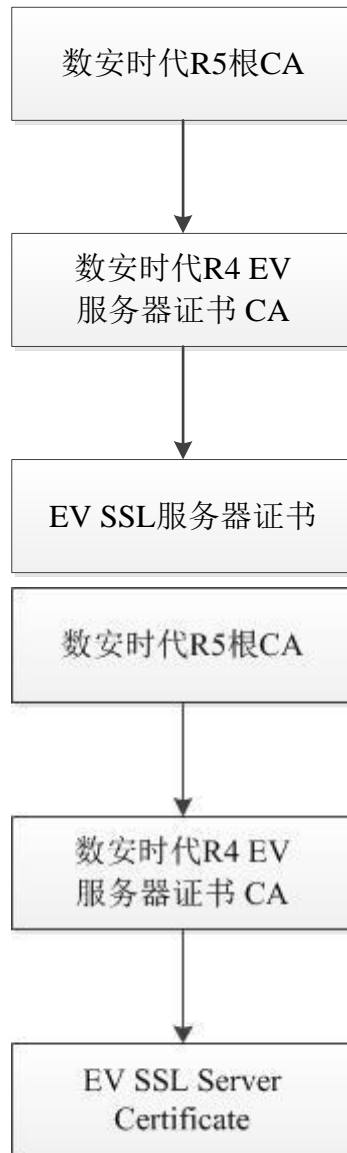 数安时代R5根CA
数安时代R4 EV
服务器证书 CA
EV SSL服务器证书
数安时代R5根CA
数安时代R4 EV
服务器证书 CA
EV SSL Server
Certificate